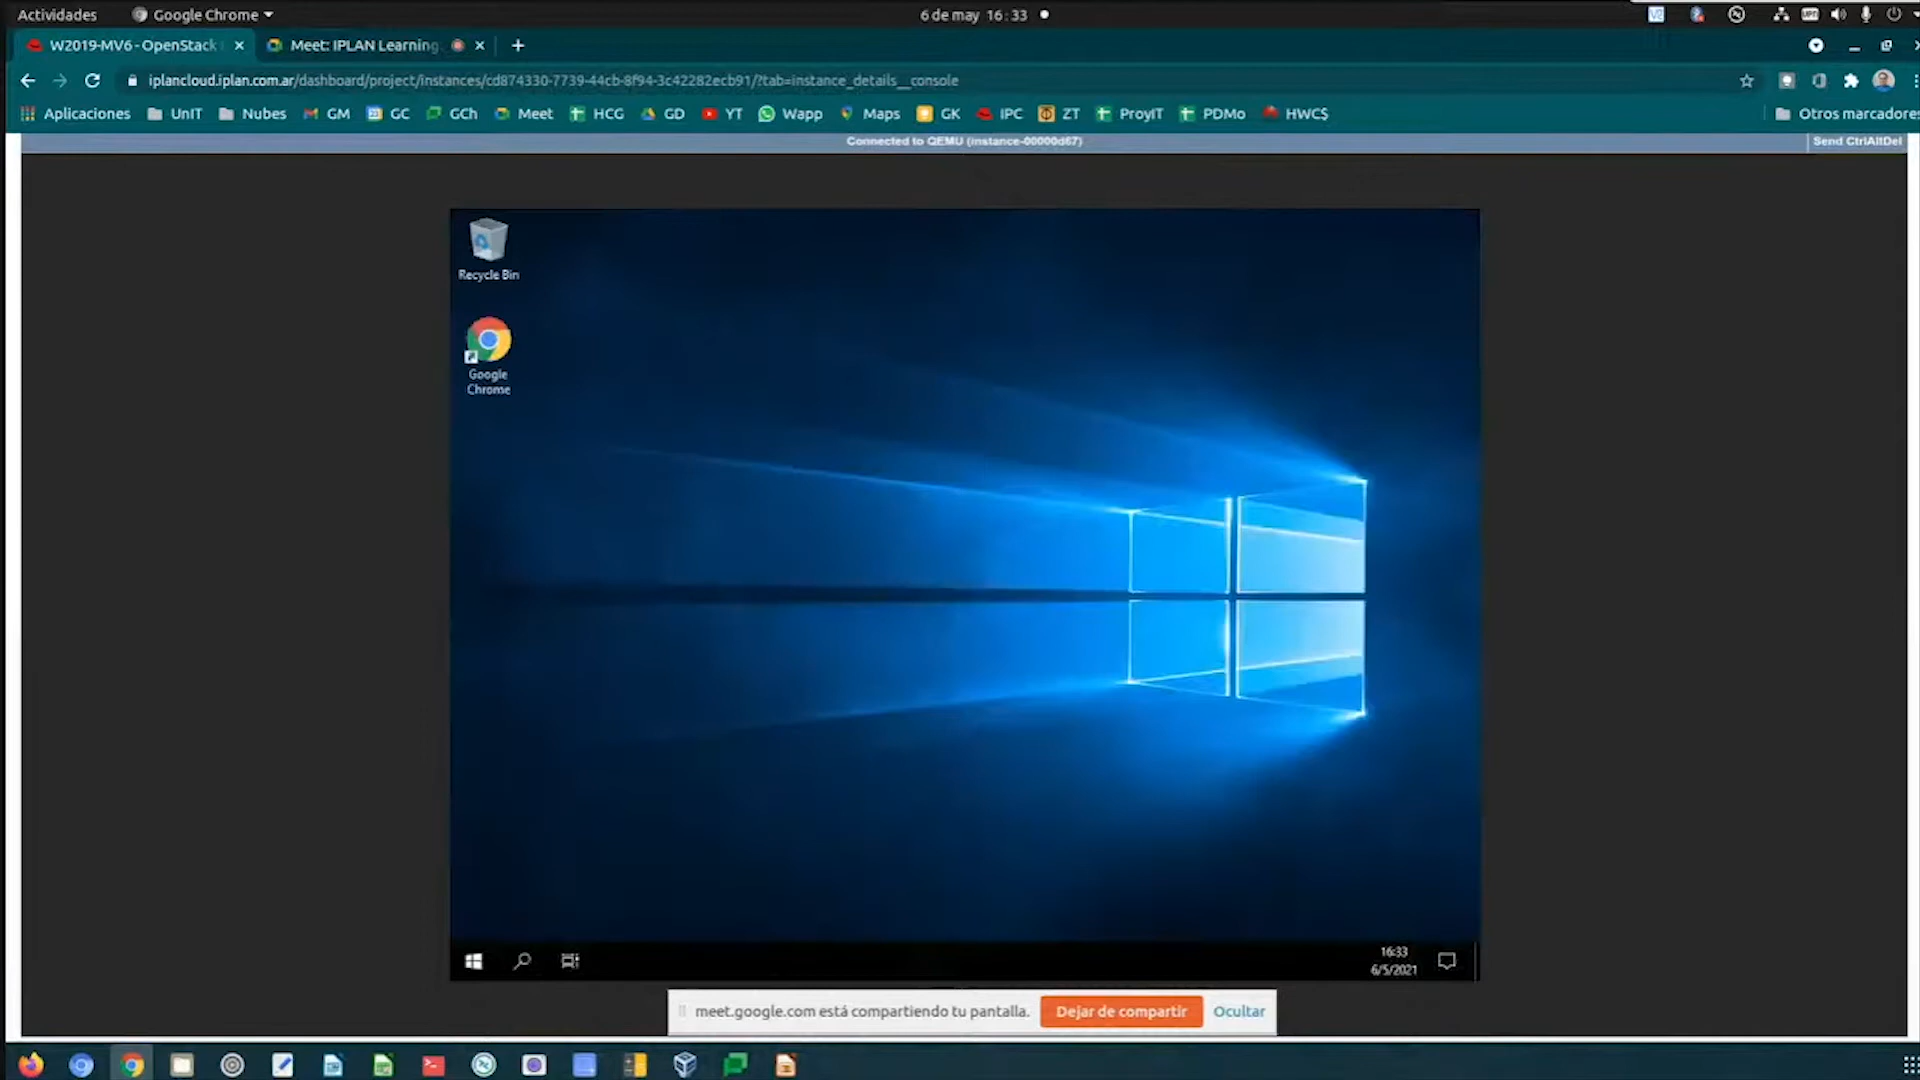 Actividades Google Chrome 6 de may 16:33
W2019-MV6 - OpenStack Meet: IPLAN Learning
iplancloud.iplan.com.ar/dashboard/project/instances/cd874330-7739-44cb-8f94-3c42282ecb91/?tab=instance_details__console
Aplicaciones UnIT Nubes GM GC GCh Meet HCG GD YT Wapp Maps GK IPC ZT ProyIT PDMo HWC$ Otros marcadores
Connected to QEMU (instance-00000d67) Send CtrlAltDel
Recycle Bin
Google
Chrome
16:33
6/5/2021
meet.google.com está compartiendo tu pantalla. Dejar de compartir Ocultar